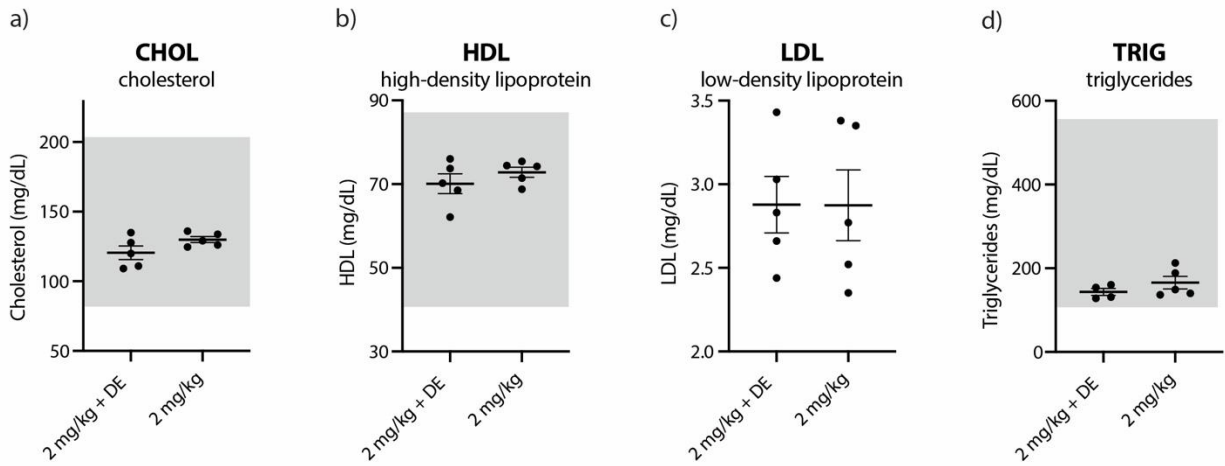 a)
CHOL
cholesterol
Cholesterol (mg/dL)
200
150
100
50
2 mg/kg + DE
2 mg/kg
b)
HDL
high-density lipoprotein
HDL (mg/dL)
90
70
50
30
2 mg/kg + DE
2 mg/kg
c)
LDL
low-density lipoprotein
LDL (mg/dL)
3.5
3.0
2.5
2.0
2 mg/kg + DE
2 mg/kg
d)
TRIG
triglycerides
Triglycerides (mg/dL)
600
400
200
0
2 mg/kg + DE
2 mg/kg